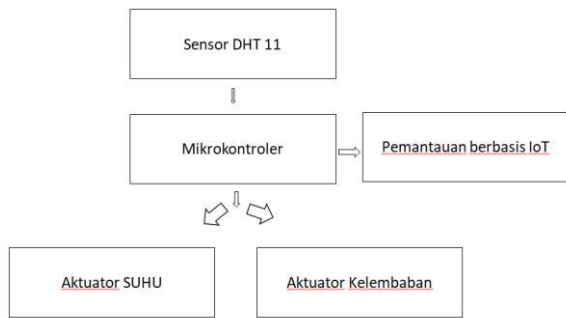 Sensor DHT 11
Mikrokontroler
Pemantauan berbasis IoT
Aktuator SUHU
Aktuator Kelembaban